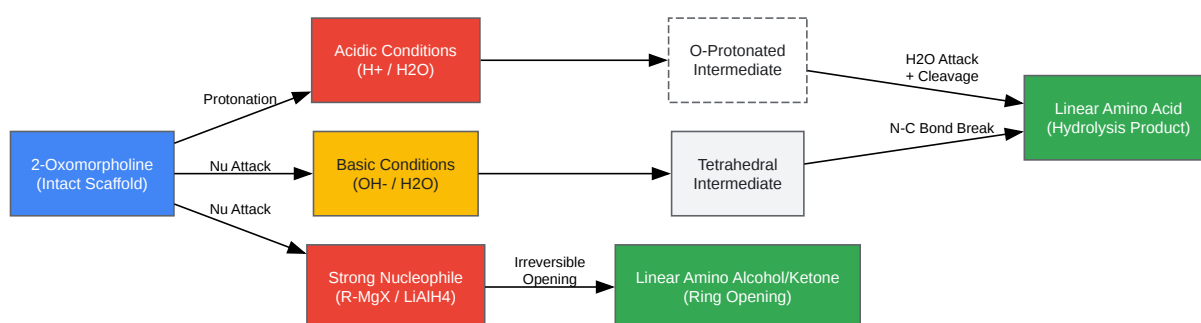 Acidic Conditions
(H+ / H2O)
O-Protonated
Intermediate
H2O Attack
+ Cleavage
Protonation
Linear Amino Acid
(Hydrolysis Product)
2-Oxomorpholine
(Intact Scaffold)
Nu Attack
Basic Conditions
(OH- / H2O)
Tetrahedral
Intermediate
N-C Bond Break
Nu Attack
Strong Nucleophile
(R-MgX / LiAlH4)
Irreversible
Opening
Linear Amino Alcohol/Ketone
(Ring Opening)